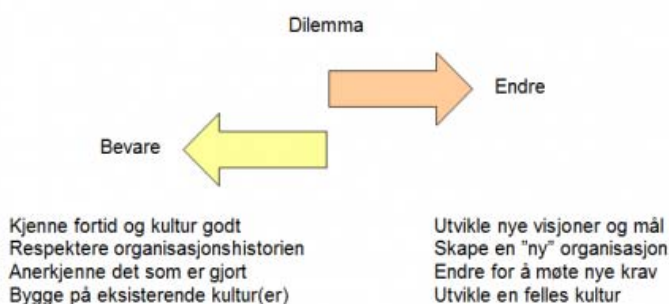 Dilemma
Endre
Bevare
Kjenne fortid og kultur godt
Respektere organisasjonshistorien
Anerkjenne det som er gjort
Bygge på eksisterende kultur(er)
Utvikle nye visjoner og mål
Skape en "ny" organisasjon
Endre for å møte nye krav
Utvikle en felles kultur